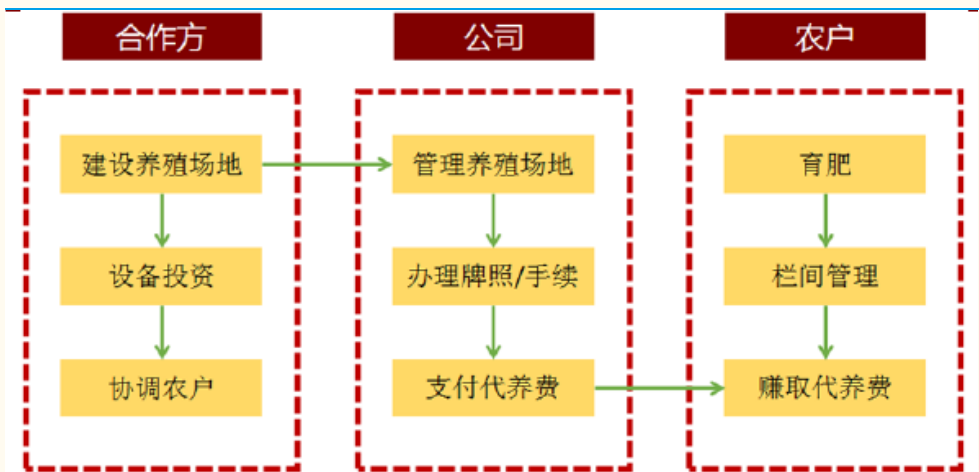 合作方
公司
农户
建设养殖场地
管理养殖场地
育肥
设备投资
办理牌照/手续
栏间管理
协调农户
支付代养费
赚取代养费